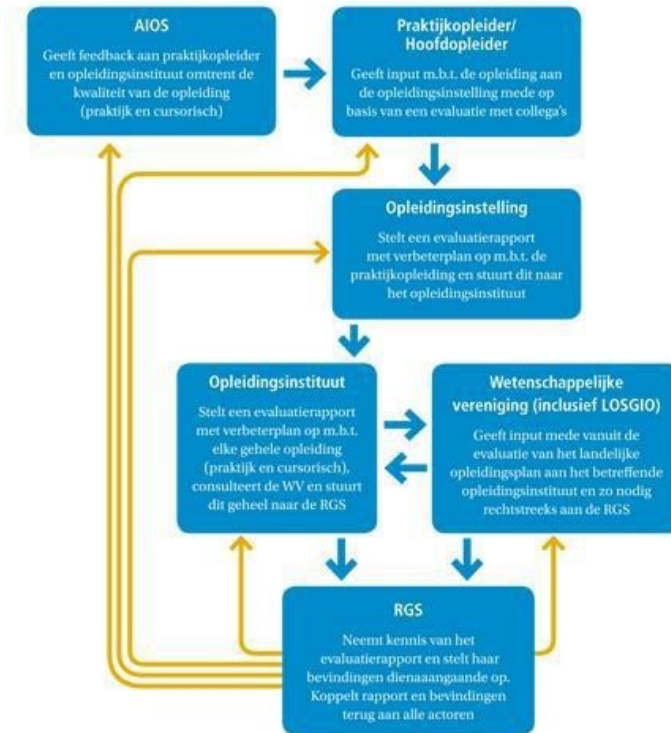 AIOS
Geeft feedback aan praktijkopleider
en opleidingsinstituut omtrent de
kwaliteit van de opleiding
(praktijk en cursorisch)
Praktijkopleider/
Hoofdopleider
Geeft input m.b.t. de opleiding aan
de opleidingsinstelling mede op
basis van een evaluatie met collega's
Opleidingsinstelling
Stelt een evaluatierapport
met verbeterplan op m.b.t. de
praktijkopleiding en stuurt dit naar
het opleidingsinstituut
Opleidingsinstituut
Stelt een evaluatierapport
met verbeterplan op m.b.t.
elke gehele opleiding
(praktijk en cursorisch),
consulteert de WV en stuurt
dit geheel naar de RGS
Wetenschappelijke
vereniging (inclusief LOSGIO)
Geeft input mede vanuit de
evaluatie van het landelijke
opleidingsplan aan het betreffende
opleidingsinstituut en zo nodig
rechtstreeks aan de RGS
RGS
Neemt kennis van het
evaluatierapport en stelt haar
bevindingen dienaangaande op.
Koppelt rapport en bevindingen
terug aan alle actoren